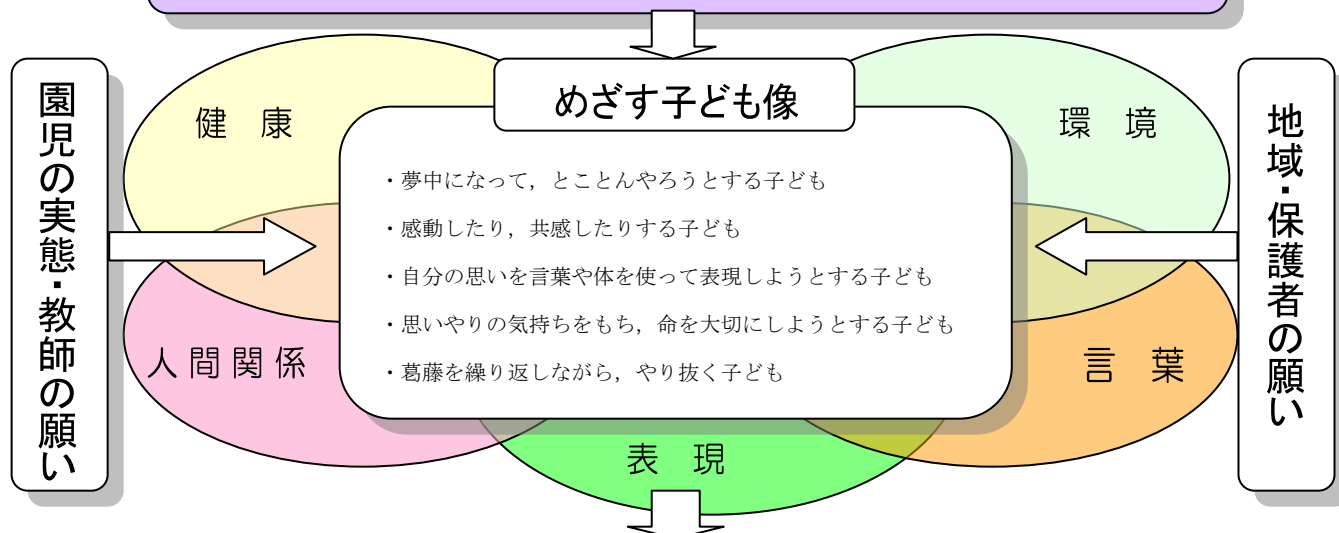 めざす子ども像
園児の実態・教師の願い
健　康
環　境
地域・保護者の願い
・夢中になって，とことんやろうとする子ども
・感動したり，共感したりする子ども
・自分の思いを言葉や体を使って表現しようとする子ども
・思いやりの気持ちをもち，命を大切にしようとする子ども
・葛藤を繰り返しながら，やり抜く子ども
人間関係
言　葉
表　現